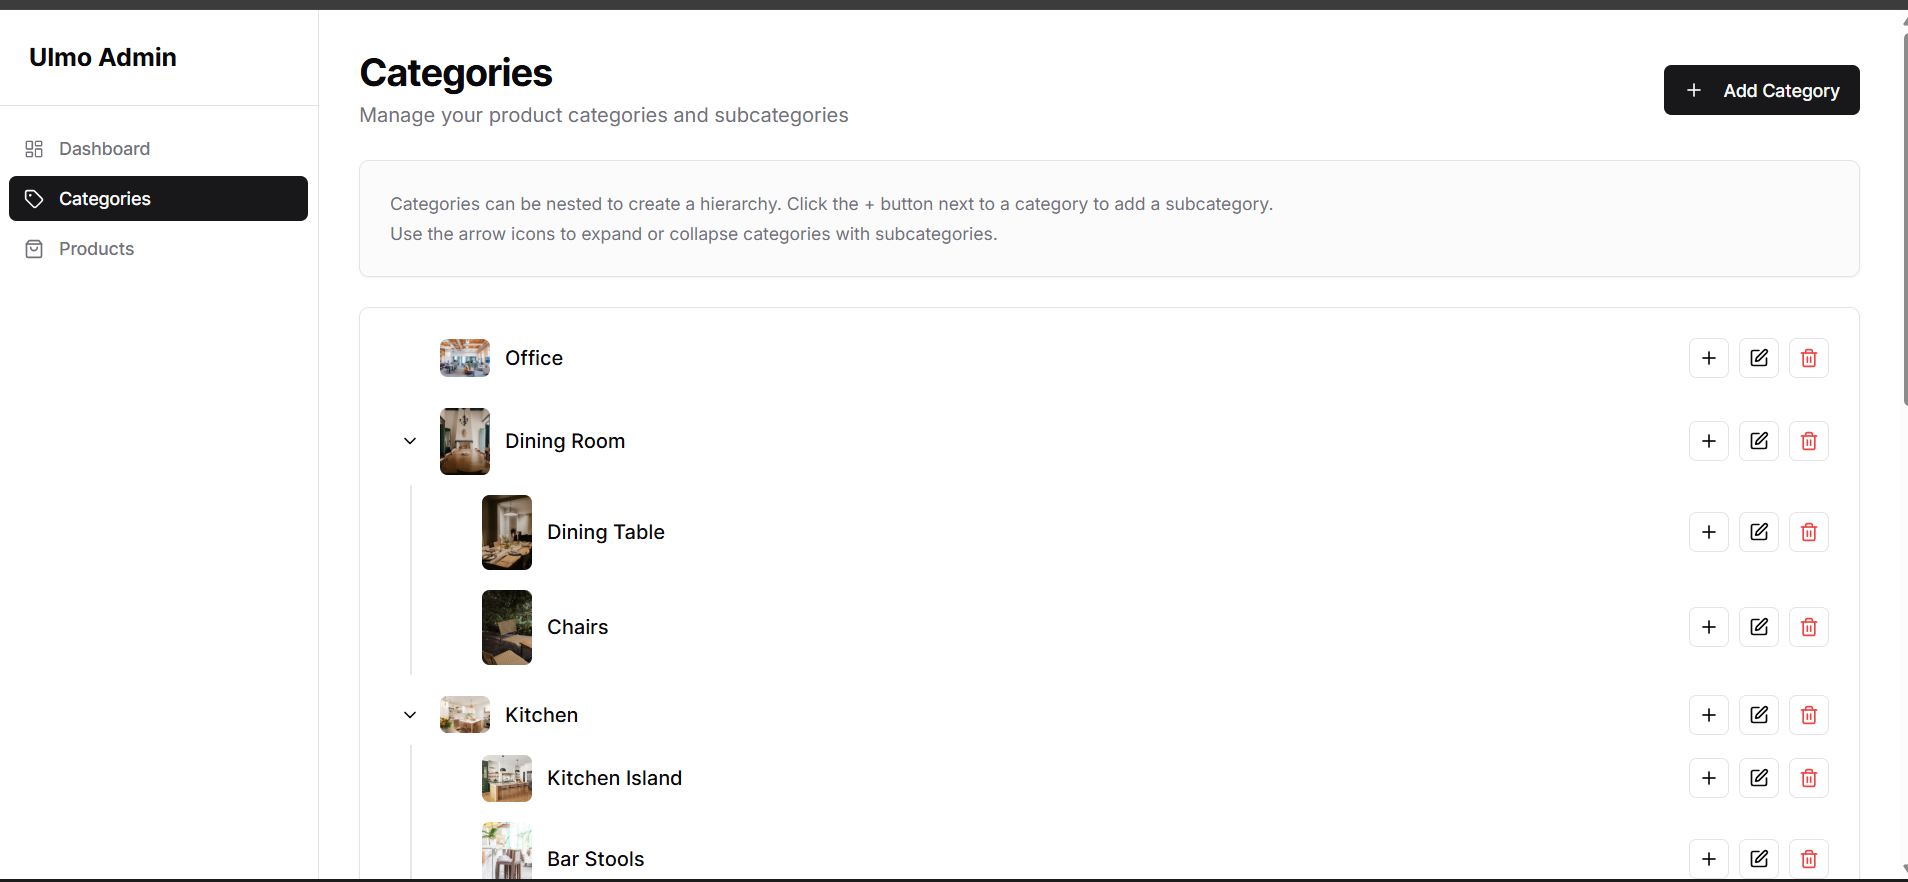 Ulmo Admin
Dashboard
Categories
Products
Categories
Manage your product categories and subcategories
+ Add Category
Categories can be nested to create a hierarchy. Click the + button next to a category to add a subcategory.
Use the arrow icons to expand or collapse categories with subcategories.
Office
Dining Room
Dining Table
Chairs
Kitchen
Kitchen Island
Bar Stools